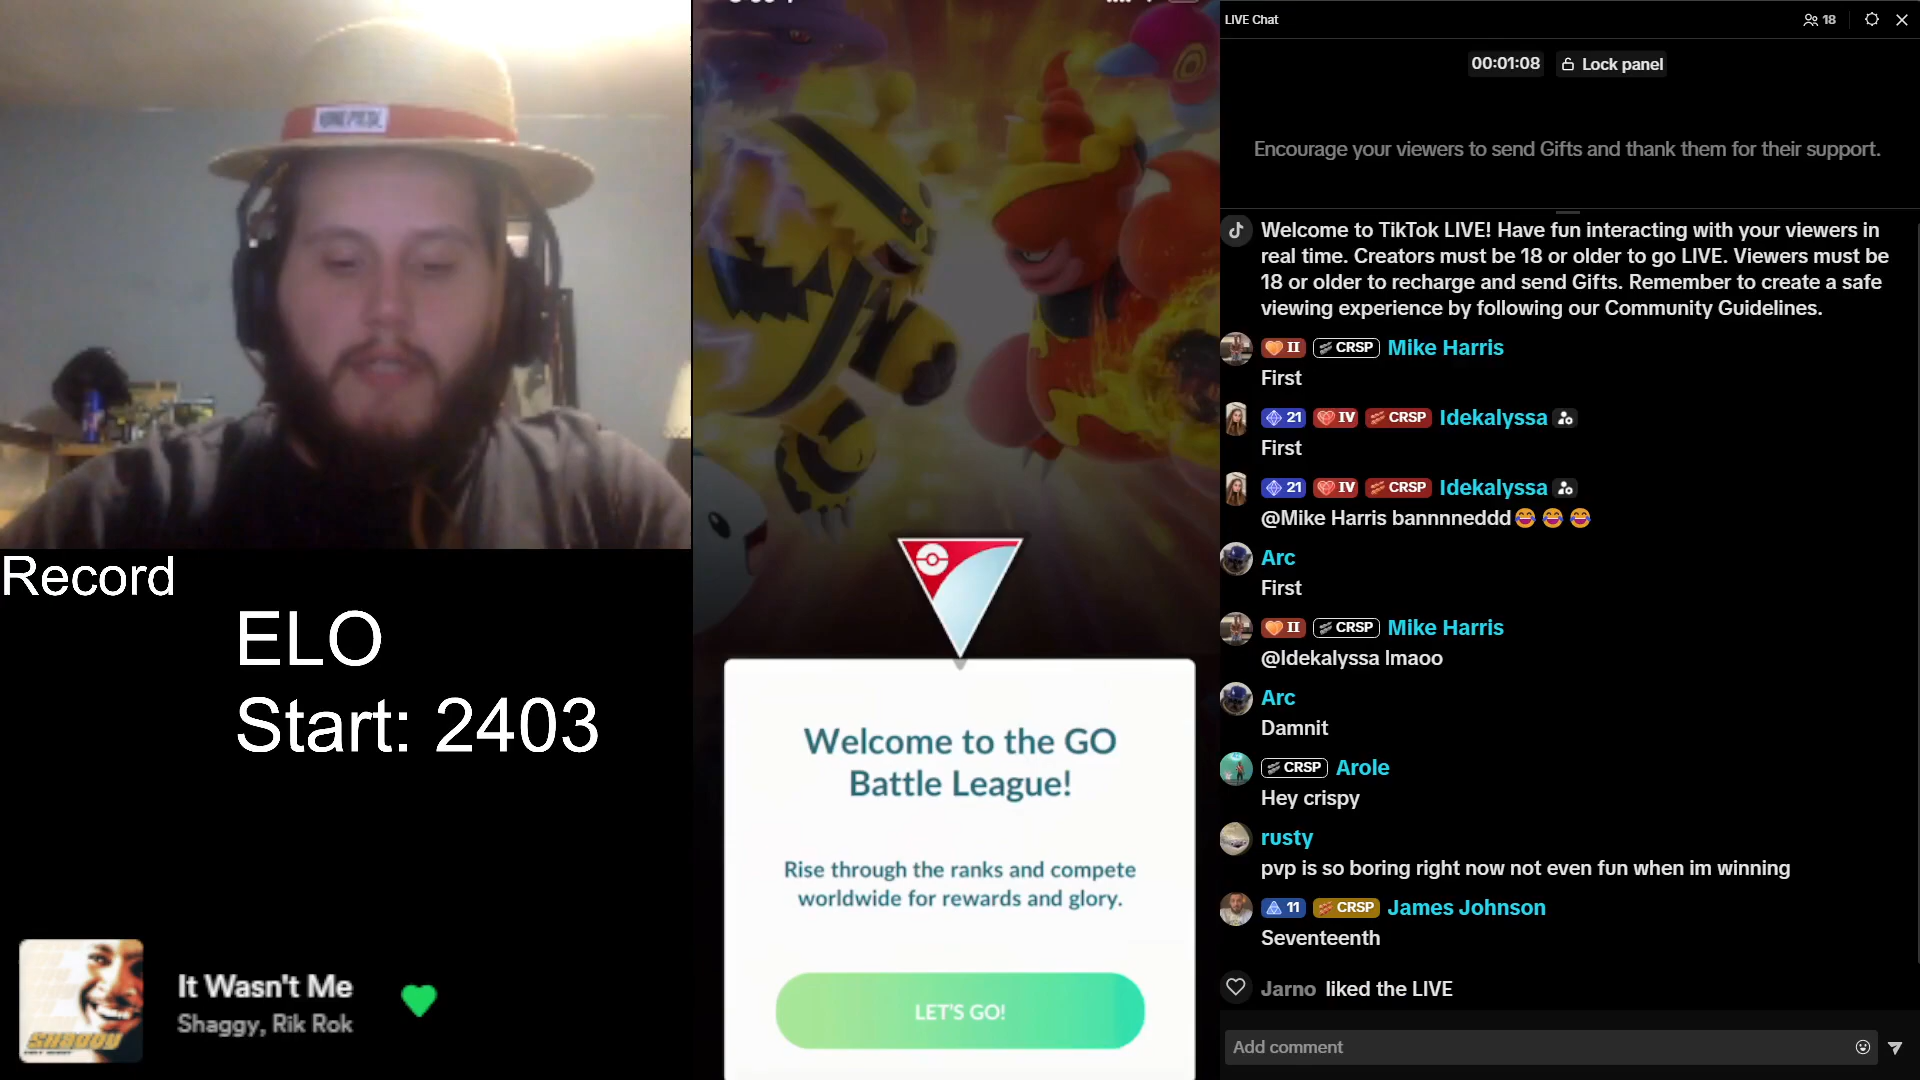 Record
ELO
Start: 2403
It Wasn't Me
Shaggy, Rik Rok
SHAGGY
Welcome to the GO
Battle League!
Rise through the ranks and compete
worldwide for rewards and glory.
LET'S GO!
LIVE Chat
18
00:01:08
Lock panel
Encourage your viewers to send Gifts and thank them for their support.
Welcome to TikTok LIVE! Have fun interacting with your viewers in
real time. Creators must be 18 or older to go LIVE. Viewers must be
18 or older to recharge and send Gifts. Remember to create a safe
viewing experience by following our Community Guidelines.
II CRSP Mike Harris
First
21 IV CRSP Idekalyssa
First
21 IV CRSP Idekalyssa
@Mike Harris bannnneddd😂 😂 😂
Arc
First
II CRSP Mike Harris
@Idekalyssa lmaoo
Arc
Damnit
CRSP Arole
Hey crispy
rusty
pvp is so boring right now not even fun when im winning
11 CRSP James Johnson
Seventeenth
Jarno liked the LIVE
Add comment